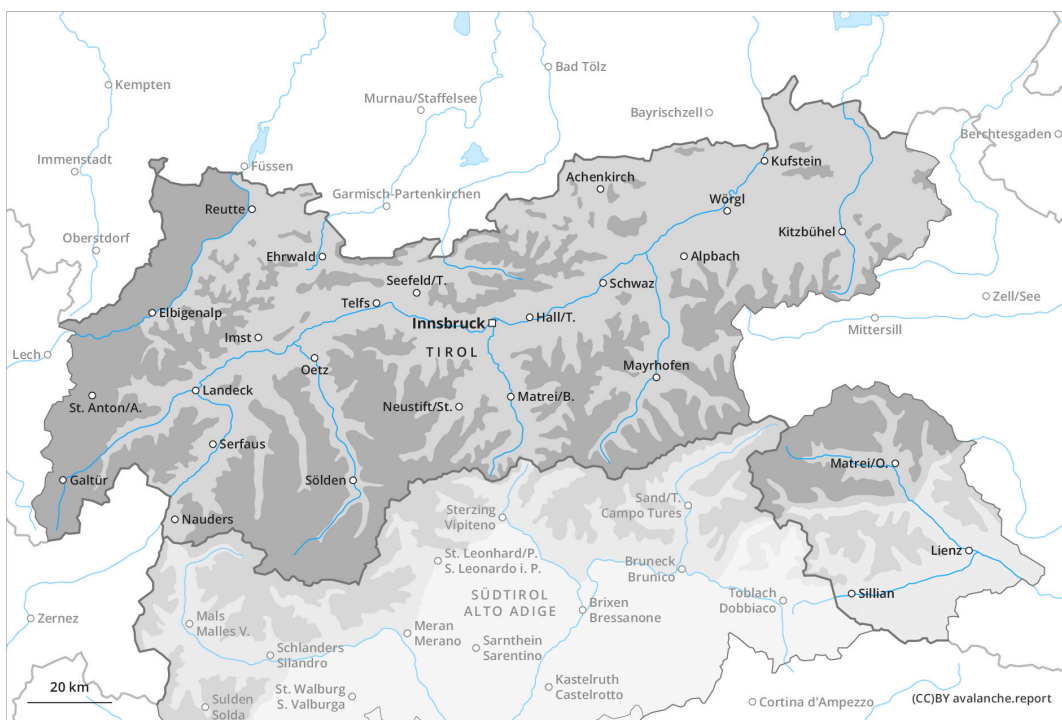 Kempten
Bad Tölz
Murnau/Staffelsee
Bayrischzell
Berchtesgaden
Immenstadt
Füssen
Kufstein
Achenkirch
Garmisch-Partenkirchen
Reutte
Wörgl
Kitzbühel
Oberstdorf
Ehrwald
Alpbach
Seefeld/T.
Schwaz
Zell/See
Telfs
Elbigenalp
Innsbruck
Hall/T.
Mittersill
Imst
Lech
TIROL
Oetz
Mayrhofen
Landeck
St. Anton/A.
Neustift/St.
Matrei/B.
Serfaus
Matrei/O.
Galtür
Sölden
Sand/T.
Campo Tures
Nauders
Sterzing
Vipiteno
Lienz
St. Leonhard/P.
S. Leonardo i. P.
Bruneck
Brunico
SÜDTIROL
ALTO ADIGE
Sillian
Toblach
Dobbiaco
Brixen
Bressanone
Zernez
Mals
Malles V.
Meran
Merano
Sarnthein
Sarentino
Schlanders
Silandro
20 km
St. Walburg
S. Valburga
Kastelruth
Castelrotto
Sulden
Solda
Cortina d'Ampezzo
(CC)BY avalanche.report